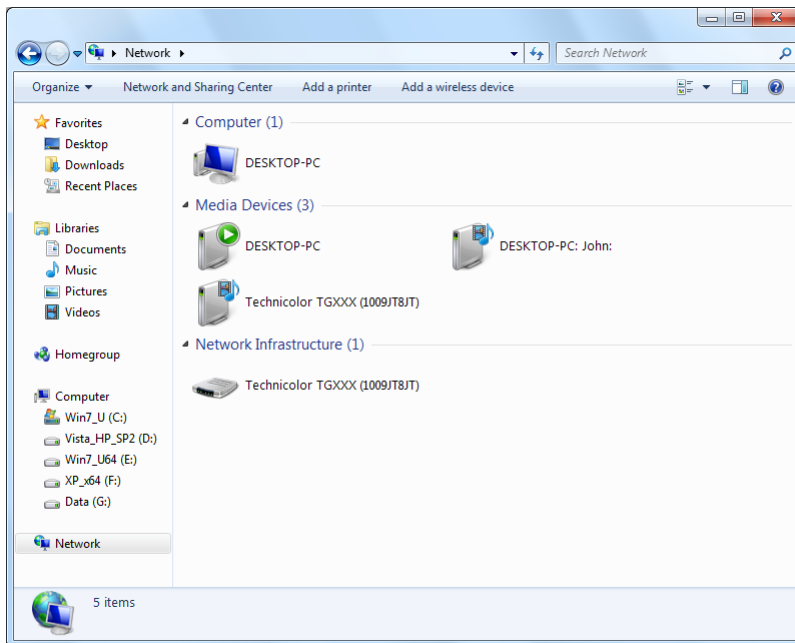 Network
Search Network
Organize
Network and Sharing Center
Add a printer
Add a wireless device
Favorites
Desktop
Downloads
Recent Places
Libraries
Documents
Music
Pictures
Videos
Homegroup
Computer
Win7_U (C:)
Vista_HP_SP2 (D:)
Win7_U64 (E:)
XP_x64 (F:)
Data (G:)
Network
Computer (1)
DESKTOP-PC
Media Devices (3)
DESKTOP-PC
DESKTOP-PC: John:
Technicolor TGXXX (1009JT8JT)
Network Infrastructure (1)
Technicolor TGXXX (1009JT8JT)
5 items